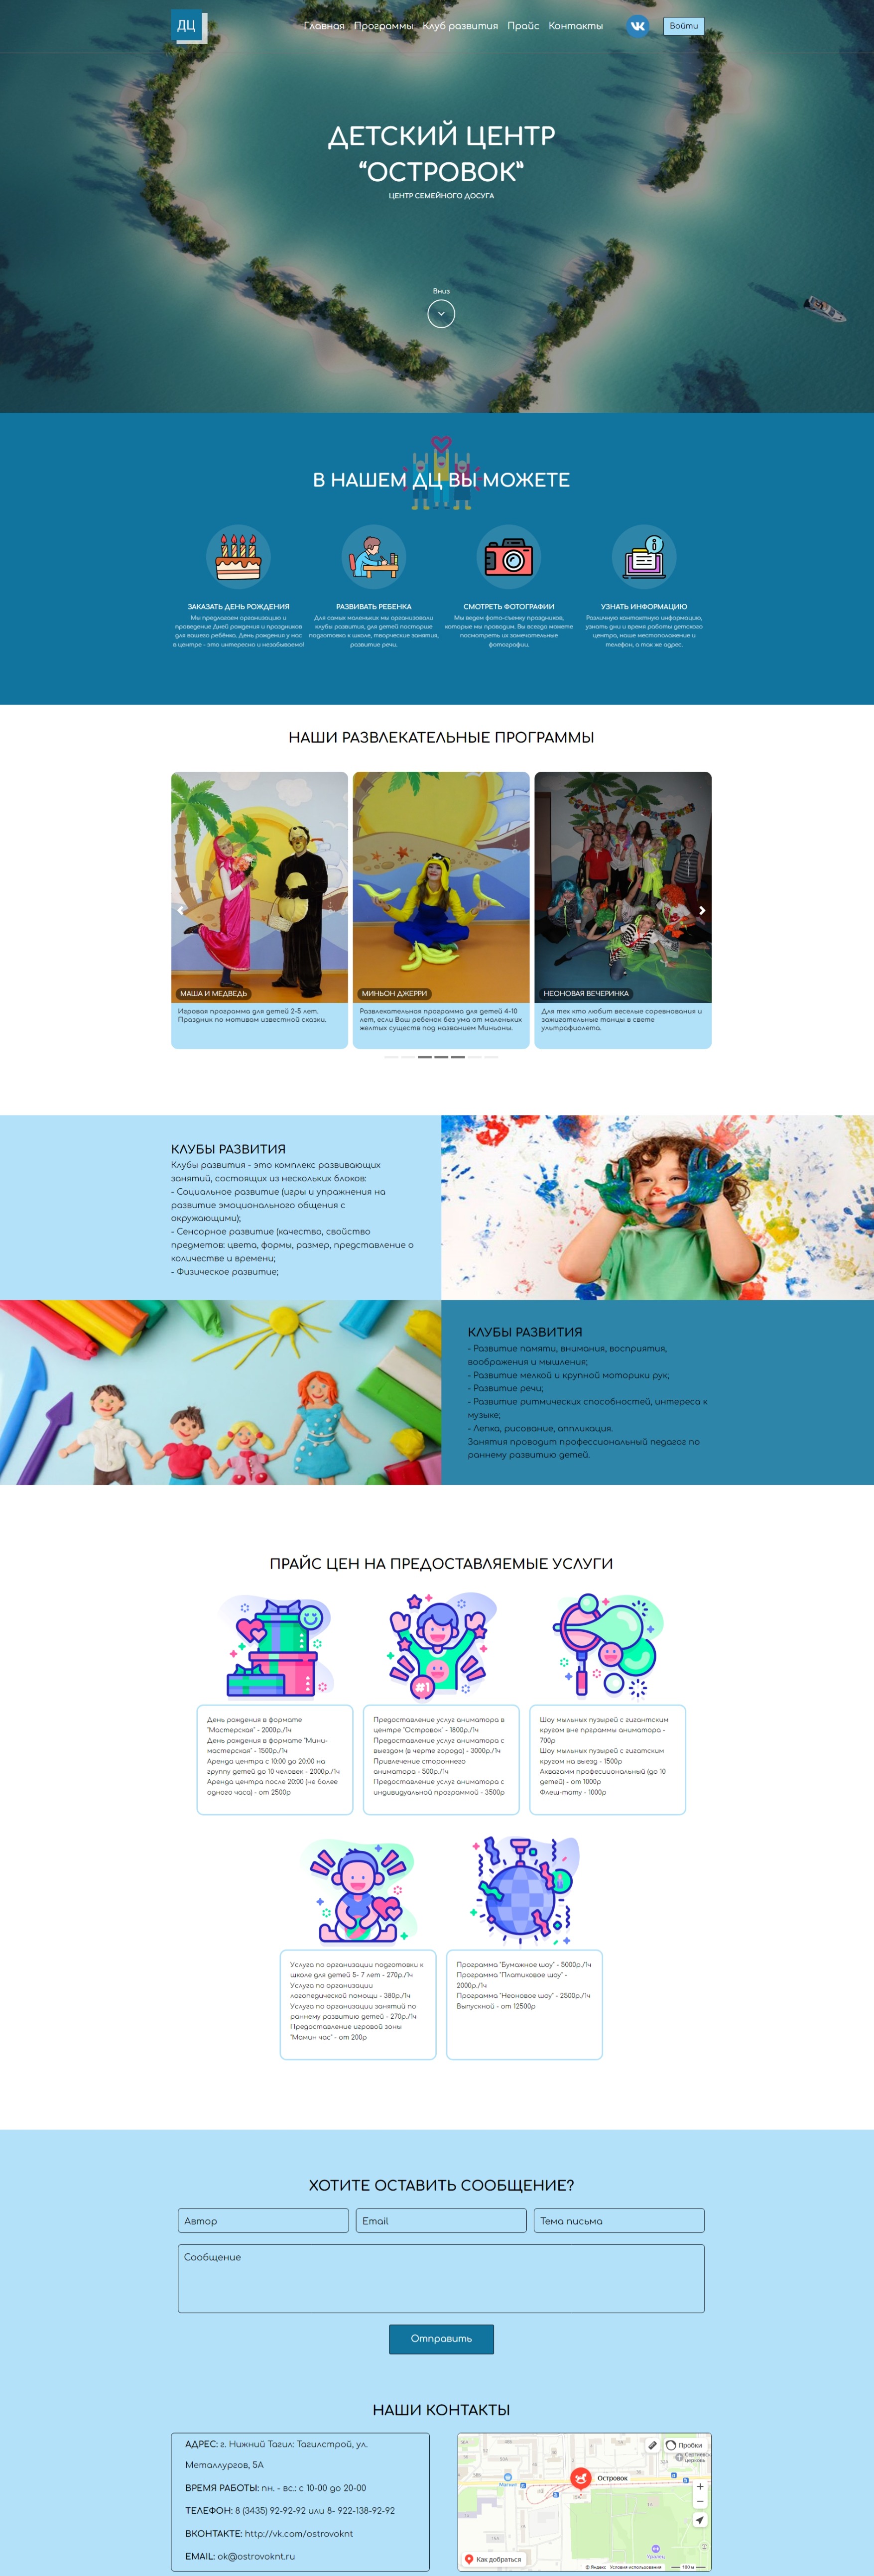 ДЦ
Главная Программы Клуб развития Прайс Контакты
Войти
ДЕТСКИЙ ЦЕНТР
“ОСТРОВОК”
ЦЕНТР СЕМЕЙНОГО ДОСУГА
Вниз
В НАШЕМ ДЦ ВЫ МОЖЕТЕ
ЗАКАЗАТЬ ДЕНЬ РОЖДЕНИЯ
Мы предлагаем организацию и
проведение Дней рождения и праздников
для вашего ребёнка. День рождения у нас
в центре - это интересно и незабываемо!
РАЗВИВАТЬ РЕБЕНКА
Для самых маленьких мы организовали
клубы развития, для детей постарше
подготовка к школе, творческие занятия,
развитие речи.
СМОТРЕТЬ ФОТОГРАФИИ
Мы ведем фото-съемку праздников,
которые мы проводим. Вы всегда можете
посмотреть их замечательные
фотографии.
УЗНАТЬ ИНФОРМАЦИЮ
Различную контактную информацию,
узнать дни и время работы детского
центра, наше местоположение и
телефон, а так же адрес.
НАШИ РАЗВЛЕКАТЕЛЬНЫЕ ПРОГРАММЫ
МАША И МЕДВЕДЬ
Игровая программа для детей 2-5 лет.
Праздник по мотивам известной сказки.
МИНЬОН ДЖЕРРИ
Развлекательная программа для детей 4-10
лет, если Ваш ребенок без ума от маленьких
желтых существ под названием Миньоны.
НЕОНОВАЯ ВЕЧЕРИНКА
Для тех кто любит веселые соревнования и
зажигательные танцы в свете
ультрафиолета.
КЛУБЫ РАЗВИТИЯ
Клубы развития - это комплекс развивающих
занятий, состоящих из нескольких блоков:
- Социальное развитие (игры и упражнения на
развитие эмоционального общения с
окружающими);
- Сенсорное развитие (качество, свойство
предметов: цвета, формы, размер, представление о
количестве и времени;
- Физическое развитие;
КЛУБЫ РАЗВИТИЯ
- Развитие памяти, внимания, восприятия,
воображения и мышления;
- Развитие мелкой и крупной моторики рук;
- Развитие речи;
- Развитие ритмических способностей, интереса к
музыке;
- Лепка, рисование, аппликация.
Занятия проводит профессиональный педагог по
раннему развитию детей.
ПРАЙС ЦЕН НА ПРЕДОСТАВЛЯЕМЫЕ УСЛУГИ
#1
День рождения в формате
"Мастерская" - 2000р./1ч
День рождения в формате "Мини-
мастерская" - 1500р./1ч
Аренда центра с 10:00 до 20:00 на
группу детей до 10 человек - 2000р./1ч
Аренда центра после 20:00 (не более
одного часа) - от 2500р
Предоставление услуг аниматора в
центре "Островок" - 1800р./1ч
Предоставление услуг аниматора с
выездом (в черте города) - 3000р./1ч
Привлечение стороннего
аниматора - 500р./1ч
Предоставление услуг аниматора с
индивидуальной программой - 3500р
Шоу мыльных пузырей с гигантским
кругом вне прграммы аниматора -
700р
Шоу мыльных пузырей с гигатским
кругом на выезд - 1500р
Аквагамм профессиональный (до 10
детей) - от 1000р
Флеш-тату - 1000р
Услуга по организации подготовки к
школе для детей 5- 7 лет - 270р./1ч
Услуга по организации
логопедической помощи - 380р./1ч
Услуга по организации занятий по
раннему развитию детей - 270р./1ч
Предоставление игровой зоны
"Мамин час" - от 200р
Программа "Бумажное шоу" - 5000р./1ч
Программа "Платиковое шоу" -
2000р./1ч
Программа "Неоновое шоу" - 2500р./1ч
Выпускной - от 12500р
ХОТИТЕ ОСТАВИТЬ СООБЩЕНИЕ?
Автор
Email
Тема письма
Сообщение
Отправить
НАШИ КОНТАКТЫ
АДРЕС: г. Нижний Тагил: Тагилстрой, ул.
Металлургов, 5А
ВРЕМЯ РАБОТЫ: пн. - вс.: с 10-00 до 20-00
ТЕЛЕФОН: 8 (3435) 92-92-92 или 8- 922-138-92-92
ВКОНТАКТЕ: http://vk.com/ostrovoknt
EMAIL: ok@ostrovoknt.ru
Пробки
Островок
Магнит
Уралец
Как добраться
© Яндекс Условия использования 100 м